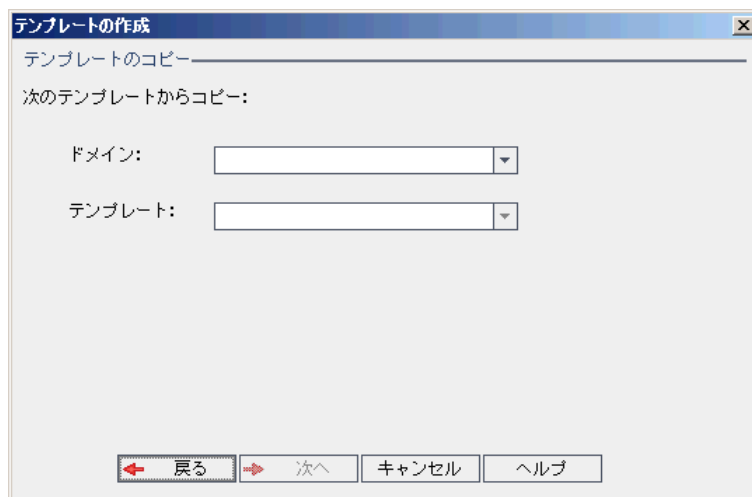 テンプレートの作成
テンプレートのコピー
次のテンプレートからコピー:
ドメイン:
テンプレート:
戻る 次へ キャンセル ヘルプ